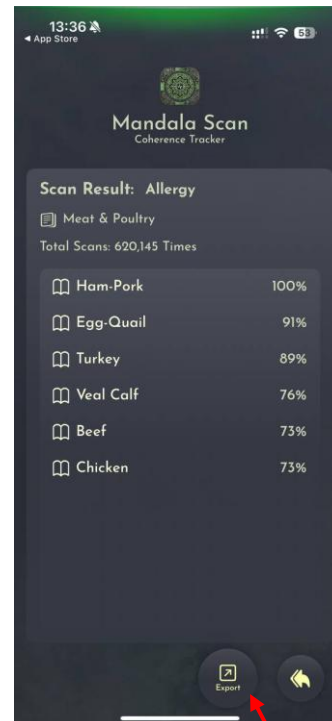 13:36
App Store
53
Mandala Scan
Coherence Tracker
Scan Result: Allergy
Meat & Poultry
Total Scans: 620,145 Times
Ham-Pork 100%
Egg-Quail 91%
Turkey 89%
Veal Calf 76%
Beef 73%
Chicken 73%
Export